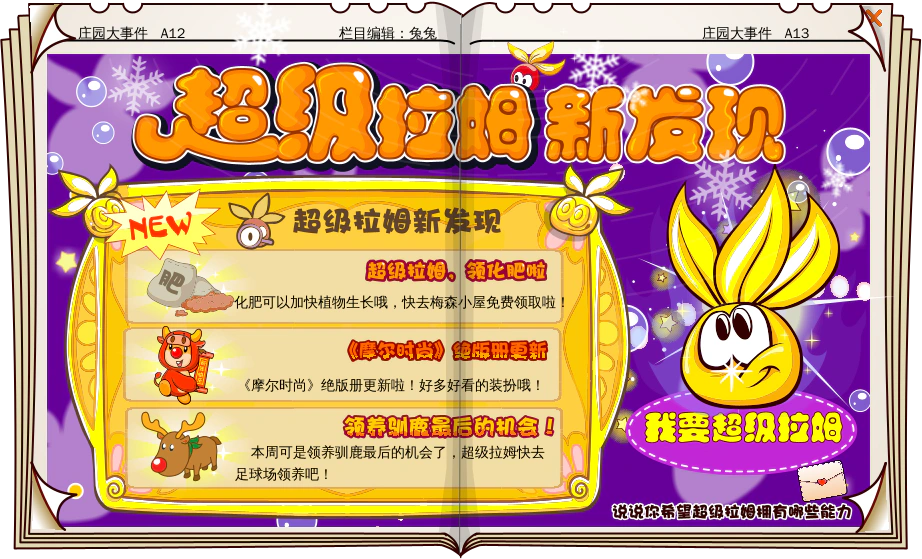 庄园大事件 A12
栏目编辑：兔兔
庄园大事件 A13
超级拉姆新发现
NEW
超级拉姆新发现
肥
超级拉姆，领化肥啦
化肥可以加快植物生长哦，快去梅森小屋免费领取啦！
《摩尔时尚》绝版册更新
《摩尔时尚》绝版册更新啦！好多好看的装扮哦！
领养驯鹿最后的机会！
本周可是领养驯鹿最后的机会了，超级拉姆快去
足球场领养吧！
我要超级拉姆
说说你希望超级拉姆拥有哪些能力